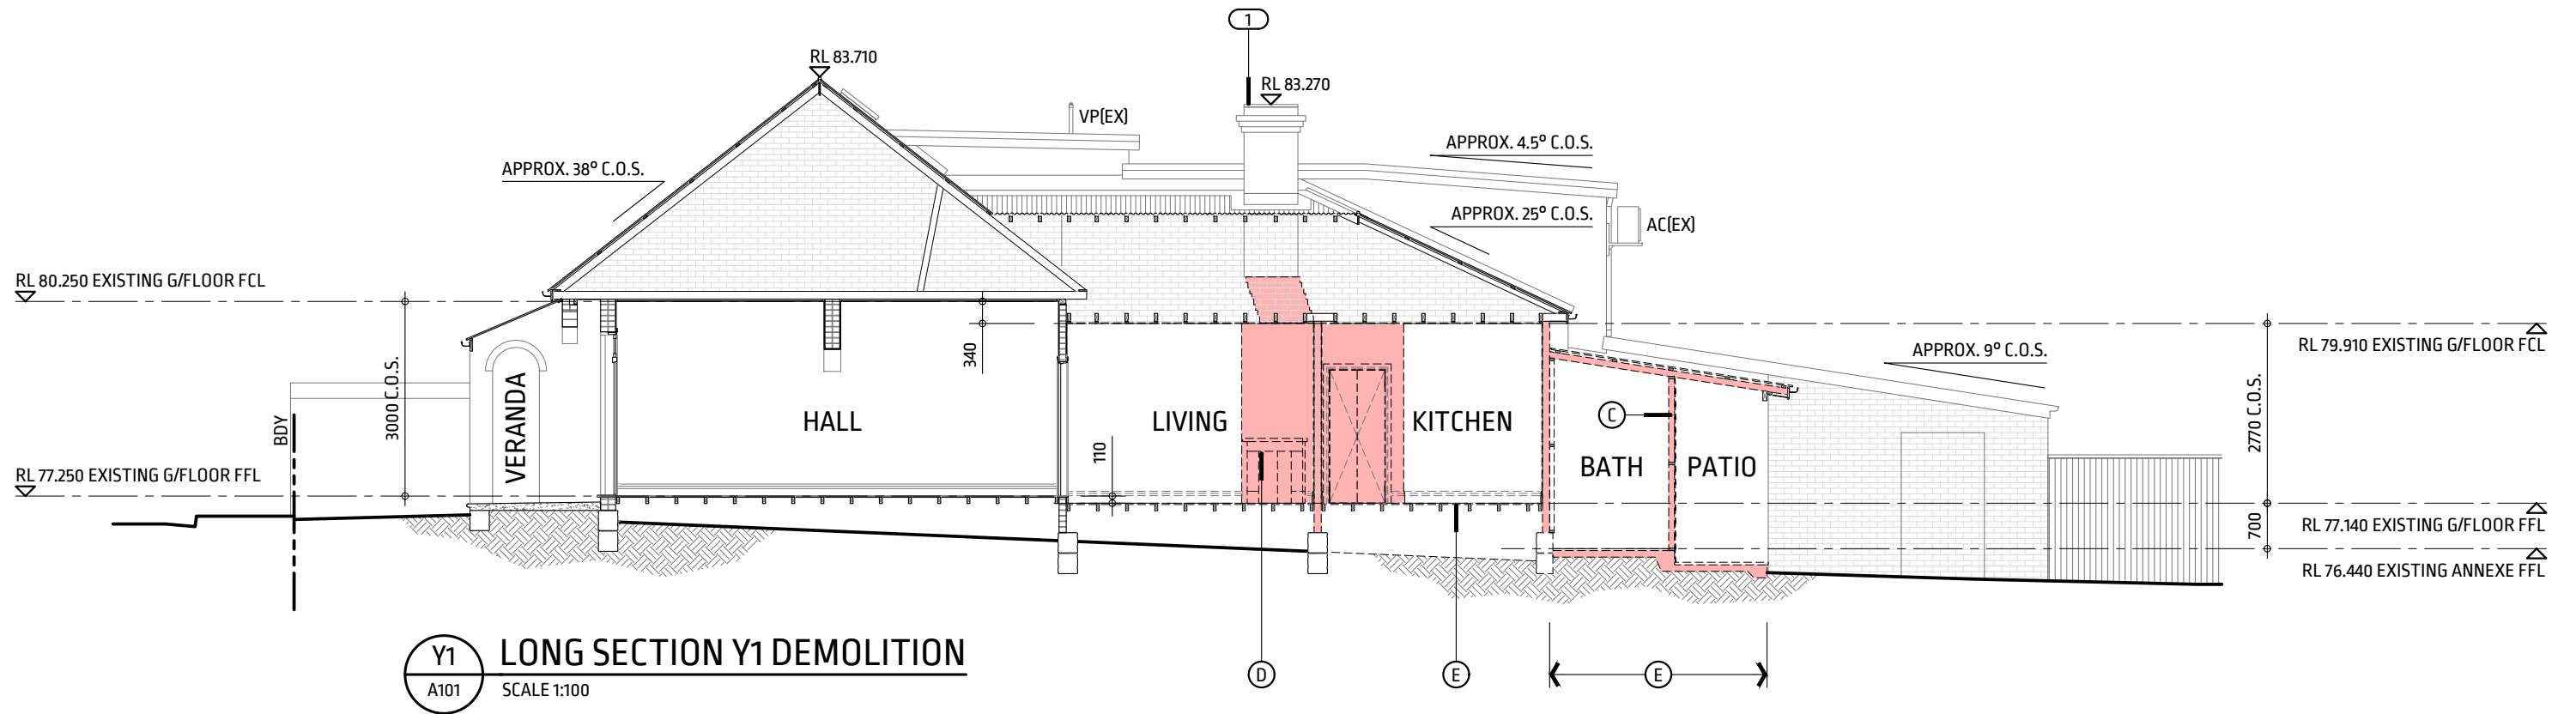 1
RL 83.710
RL 83.270
VP(EX)
APPROX. 4.5° C.O.S.
APPROX. 38° C.O.S.
APPROX. 25° C.O.S.
AC(EX)
RL 80.250 EXISTING G/FLOOR FCL
RL 79.910 EXISTING G/FLOOR FCL
APPROX. 9° C.O.S.
340
3000 C.O.S.
2770 C.O.S.
BDY
VERANDA
HALL
LIVING
KITCHEN
C
110
BATH
PATIO
RL 77.250 EXISTING G/FLOOR FFL
700
RL 77.140 EXISTING G/FLOOR FFL
RL 76.440 EXISTING ANNEXE FFL
Y1
A101
LONG SECTION Y1 DEMOLITION
SCALE 1:100
D
E
E